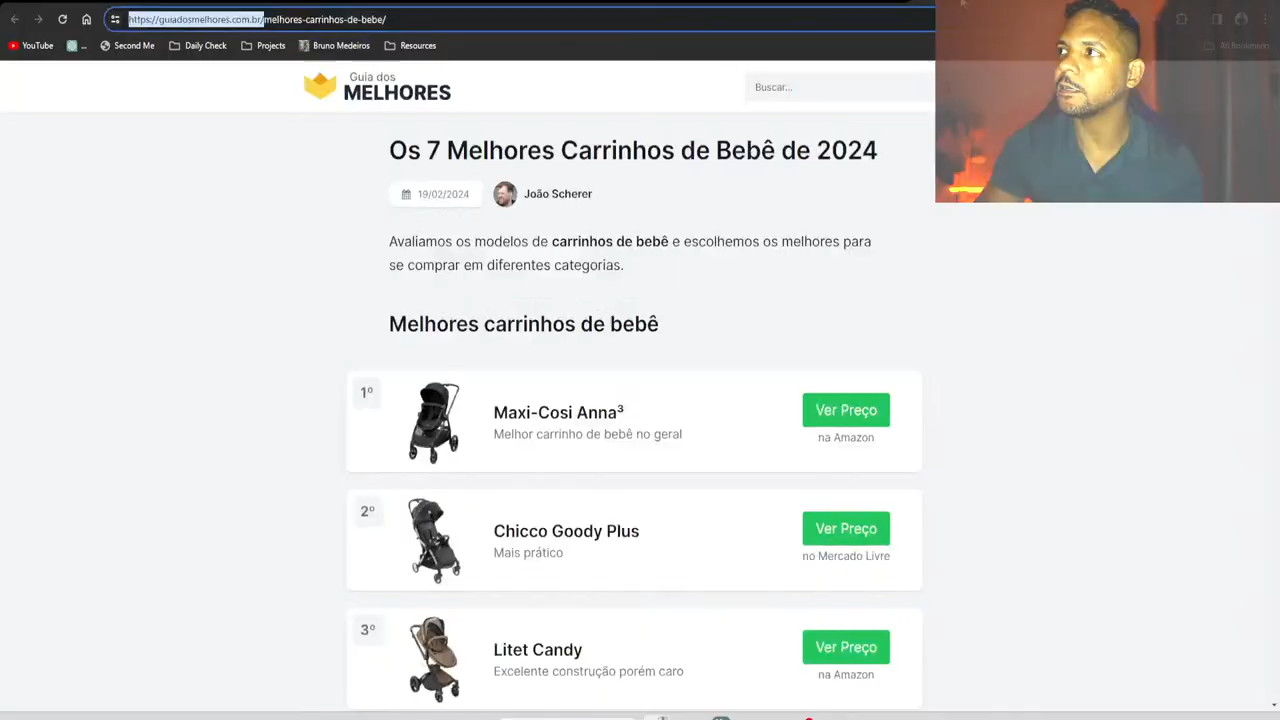 https://guiadosmelhores.com.br/melhores-carrinhos-de-bebe/
YouTube
...
Second Me
Daily Check
Projects
Bruno Medeiros
Resources
All Bookmarks
Guia dos
MELHORES
Buscar...
Os 7 Melhores Carrinhos de Bebê de 2024
19/02/2024
João Scherer
Avaliamos os modelos de carrinhos de bebê e escolhemos os melhores para
se comprar em diferentes categorias.
Melhores carrinhos de bebê
1º
Maxi-Cosi Anna³
Melhor carrinho de bebê no geral
Ver Preço
na Amazon
2º
Chicco Goody Plus
Mais prático
Ver Preço
no Mercado Livre
3º
Litet Candy
Excelente construção porém caro
Ver Preço
na Amazon